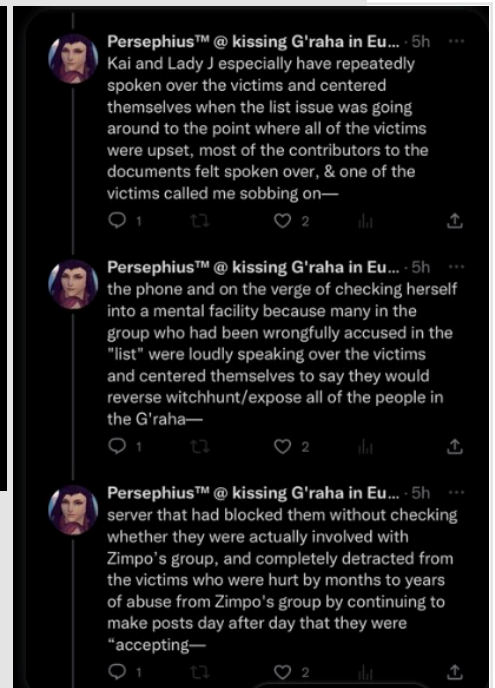 Persephius™ @ kissing G'raha in Eu... · 5h ···
Kai and Lady J especially have repeatedly
spoken over the victims and centered
themselves when the list issue was going
around to the point where all of the victims
were upset, most of the contributors to the
documents felt spoken over, & one of the
victims called me sobbing on—
1 2
Persephius™ @ kissing G'raha in Eu... · 5h ···
the phone and on the verge of checking herself
into a mental facility because many in the
group who had been wrongfully accused in the
"list" were loudly speaking over the victims
and centered themselves to say they would
reverse witchhunt/expose all of the people in
the G'raha—
1 2
Persephius™ @ kissing G'raha in Eu... · 5h ···
server that had blocked them without checking
whether they were actually involved with
Zimpo's group, and completely detracted from
the victims who were hurt by months to years
of abuse from Zimpo's group by continuing to
make posts day after day that they were
“accepting—
1 2